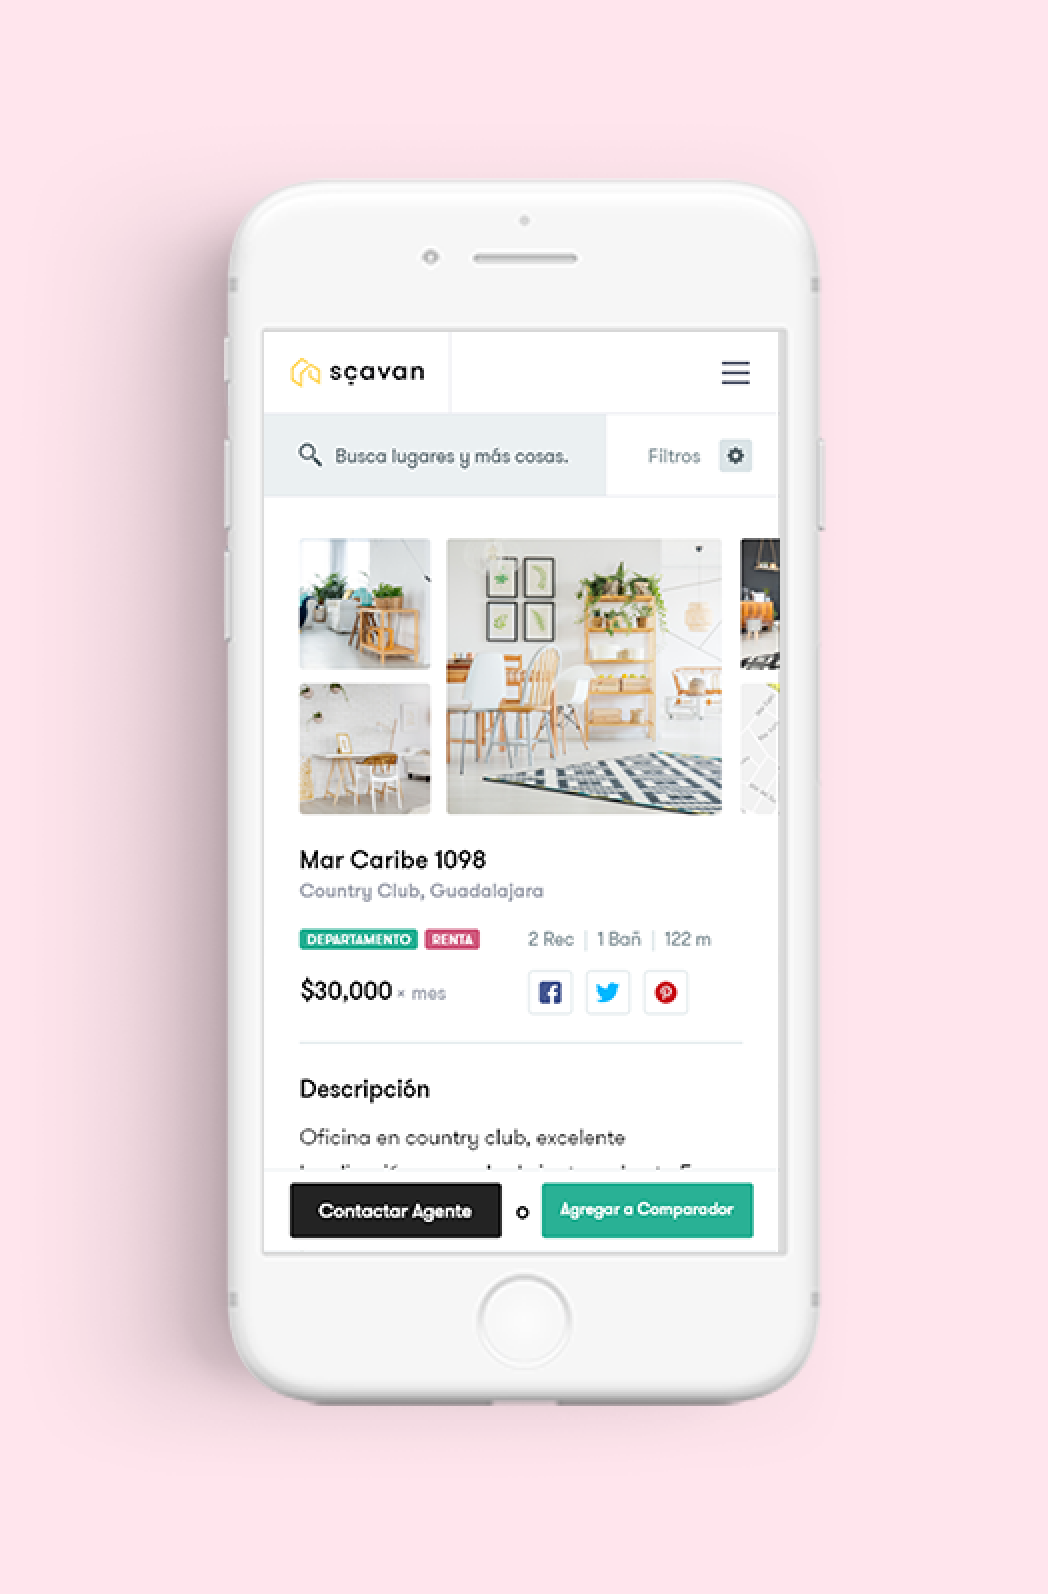 sçavan
Busca lugares y más cosas.
Filtros
Mar Caribe 1098
Country Club, Guadalajara
DEPARTAMENTO RENTA 2 Rec | 1 Bañ | 122 m
$30,000 × mes
Descripción
Oficina en country club, excelente
Contactar Agente o Agregar a Comparador